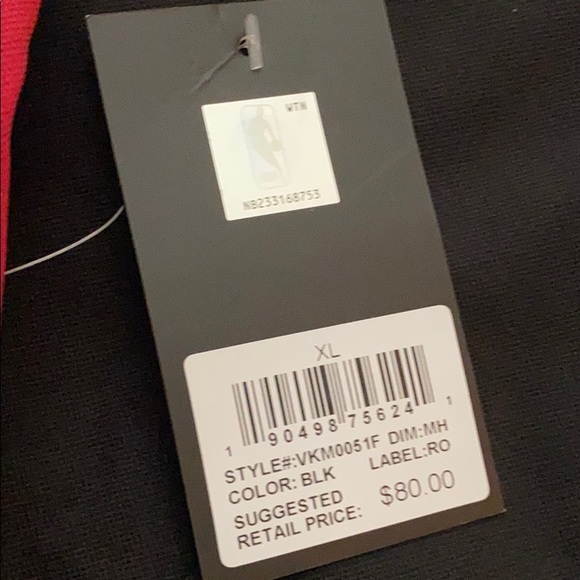 WTN
NB233168753
XL
1 90498 75624 1
STYLE#:VKM0051F DIM:MH
COLOR: BLK LABEL:RO
SUGGESTED
RETAIL PRICE: $80.00